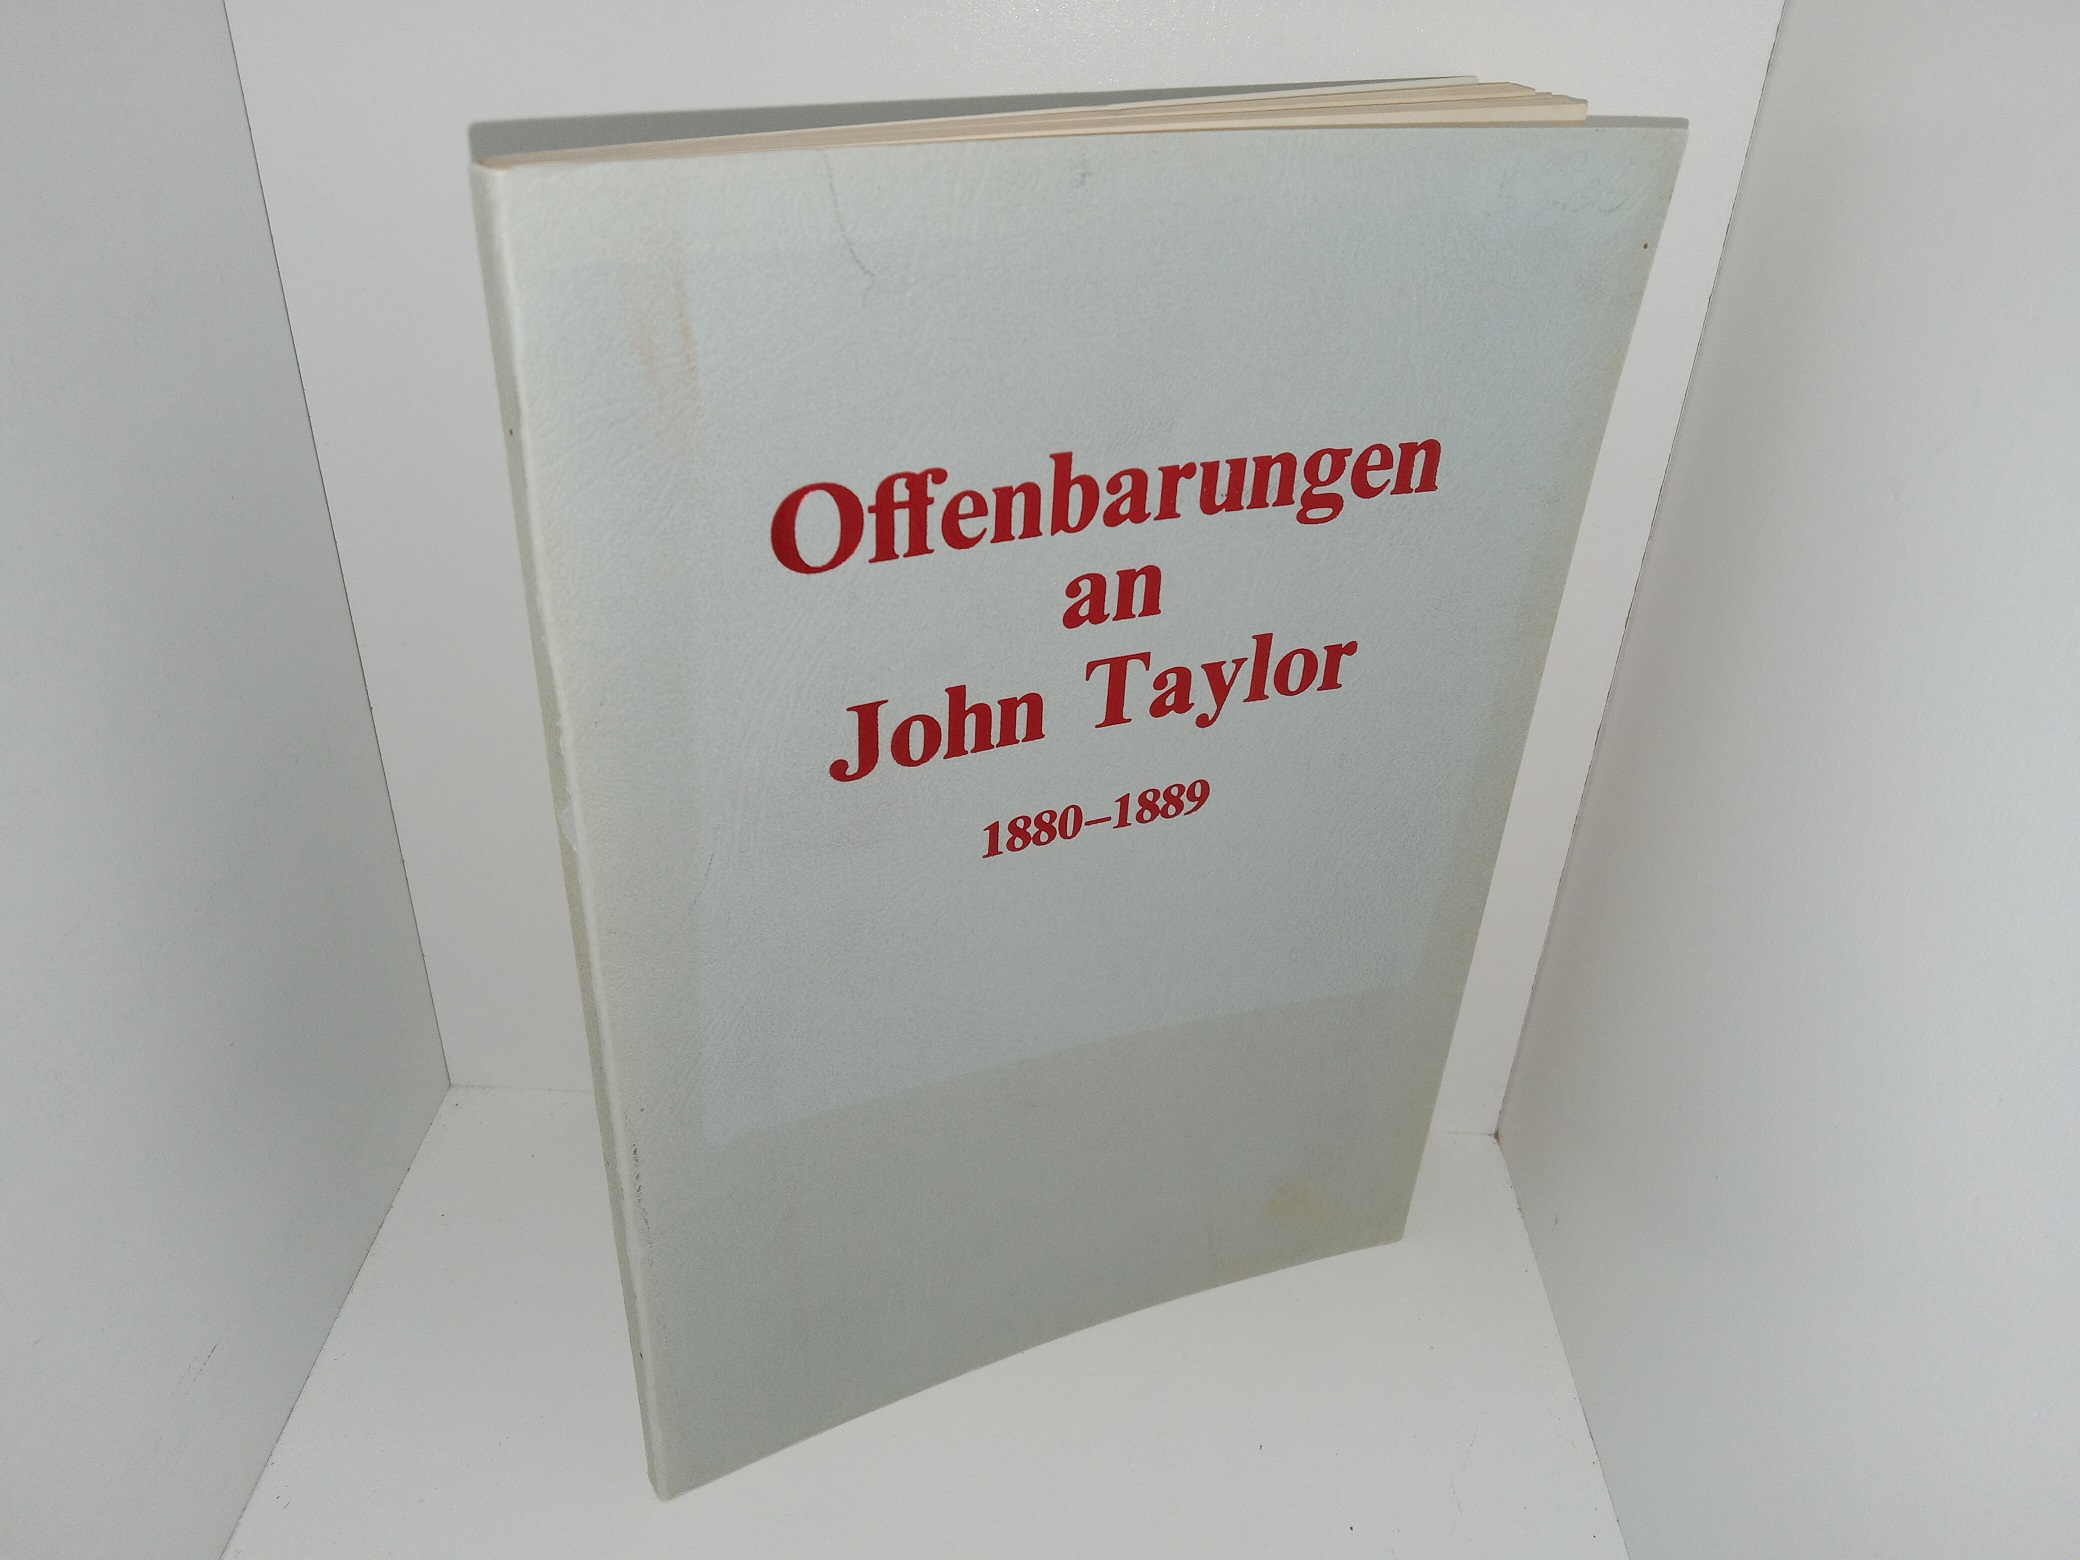 Offenbarungen
an
John Taylor
1880–1889